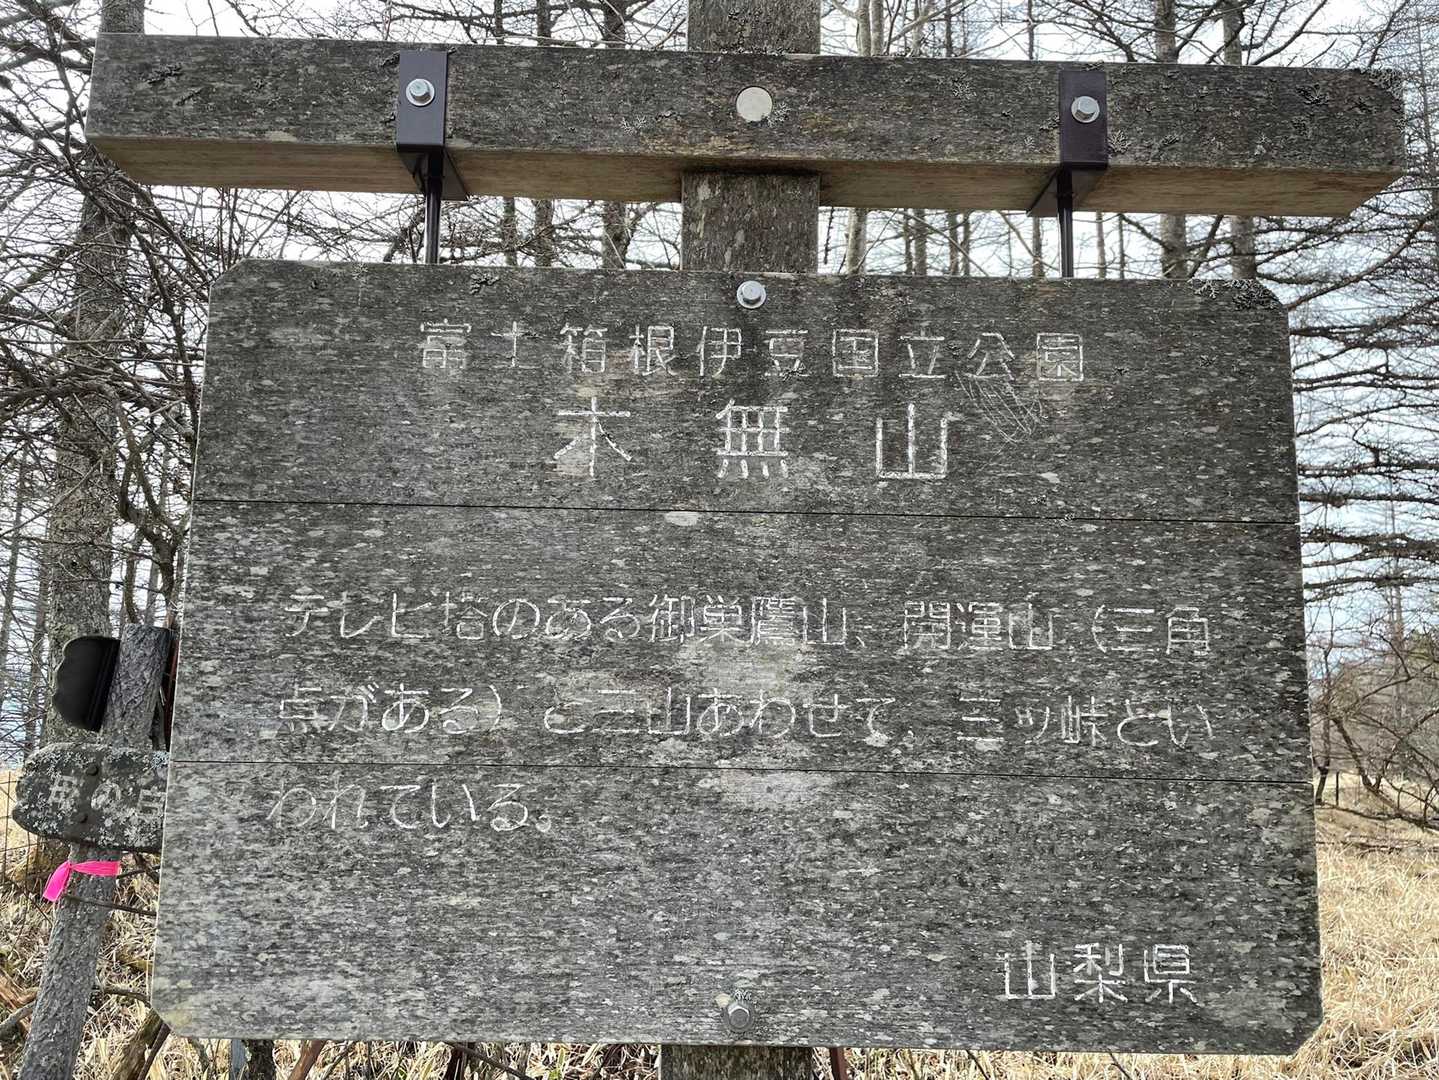 富士箱根伊豆国立公園
木無山
テレビ塔のある御巣鷹山、開運山、(三角
点がある)と三山あわせて、三ッ峠とい
われている。
山梨県